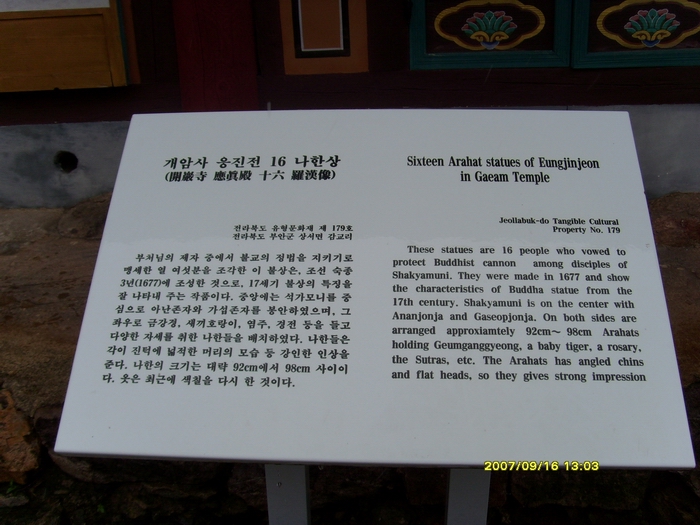 개암사 응진전 16 나한상
(開巖寺 應眞殿 十六 羅漢像)
전라북도 유형문화재 제 179호
전라북도 부안군 상서면 감교리
부처님의 제자 중에서 불교의 정법을 지키기로
맹세한 열 여섯분을 조각한 이 불상은, 조선 숙종
3년(1677)에 조성한 것으로, 17세기 불상의 특징을
잘 나타내 주는 작품이다. 중앙에는 석가모니를 중
심으로 아난존자와 가섭존자를 봉안하였으며, 그
좌우로 금강경, 새끼호랑이, 염주, 경전 등을 들고
다양한 자세를 취한 나한들을 배치하였다. 나한들은
각이 진턱에 넓적한 머리의 모습 등 강인한 인상을
준다. 나한의 크기는 대략 92cm에서 98cm 사이이
다. 옷은 최근에 색칠을 다시 한 것이다.
Sixteen Arahat statues of Eungjinjeon
in Gaeam Temple
Jeollabuk-do Tangible Cultural
Property No. 179
These statues are 16 people who vowed to
protect Buddhist cannon among disciples of
Shakyamuni. They were made in 1677 and show
the characteristics of Buddha statue from the
17th century. Shakyamuni is on the center with
Ananjonja and Gaseopjonja. On both sides are
arranged approxiamtely 92cm～ 98cm Arahats
holding Geumganggyeong, a baby tiger, a rosary,
the Sutras, etc. The Arahats has angled chins
and flat heads, so they gives strong impression
2007/09/16 13:03